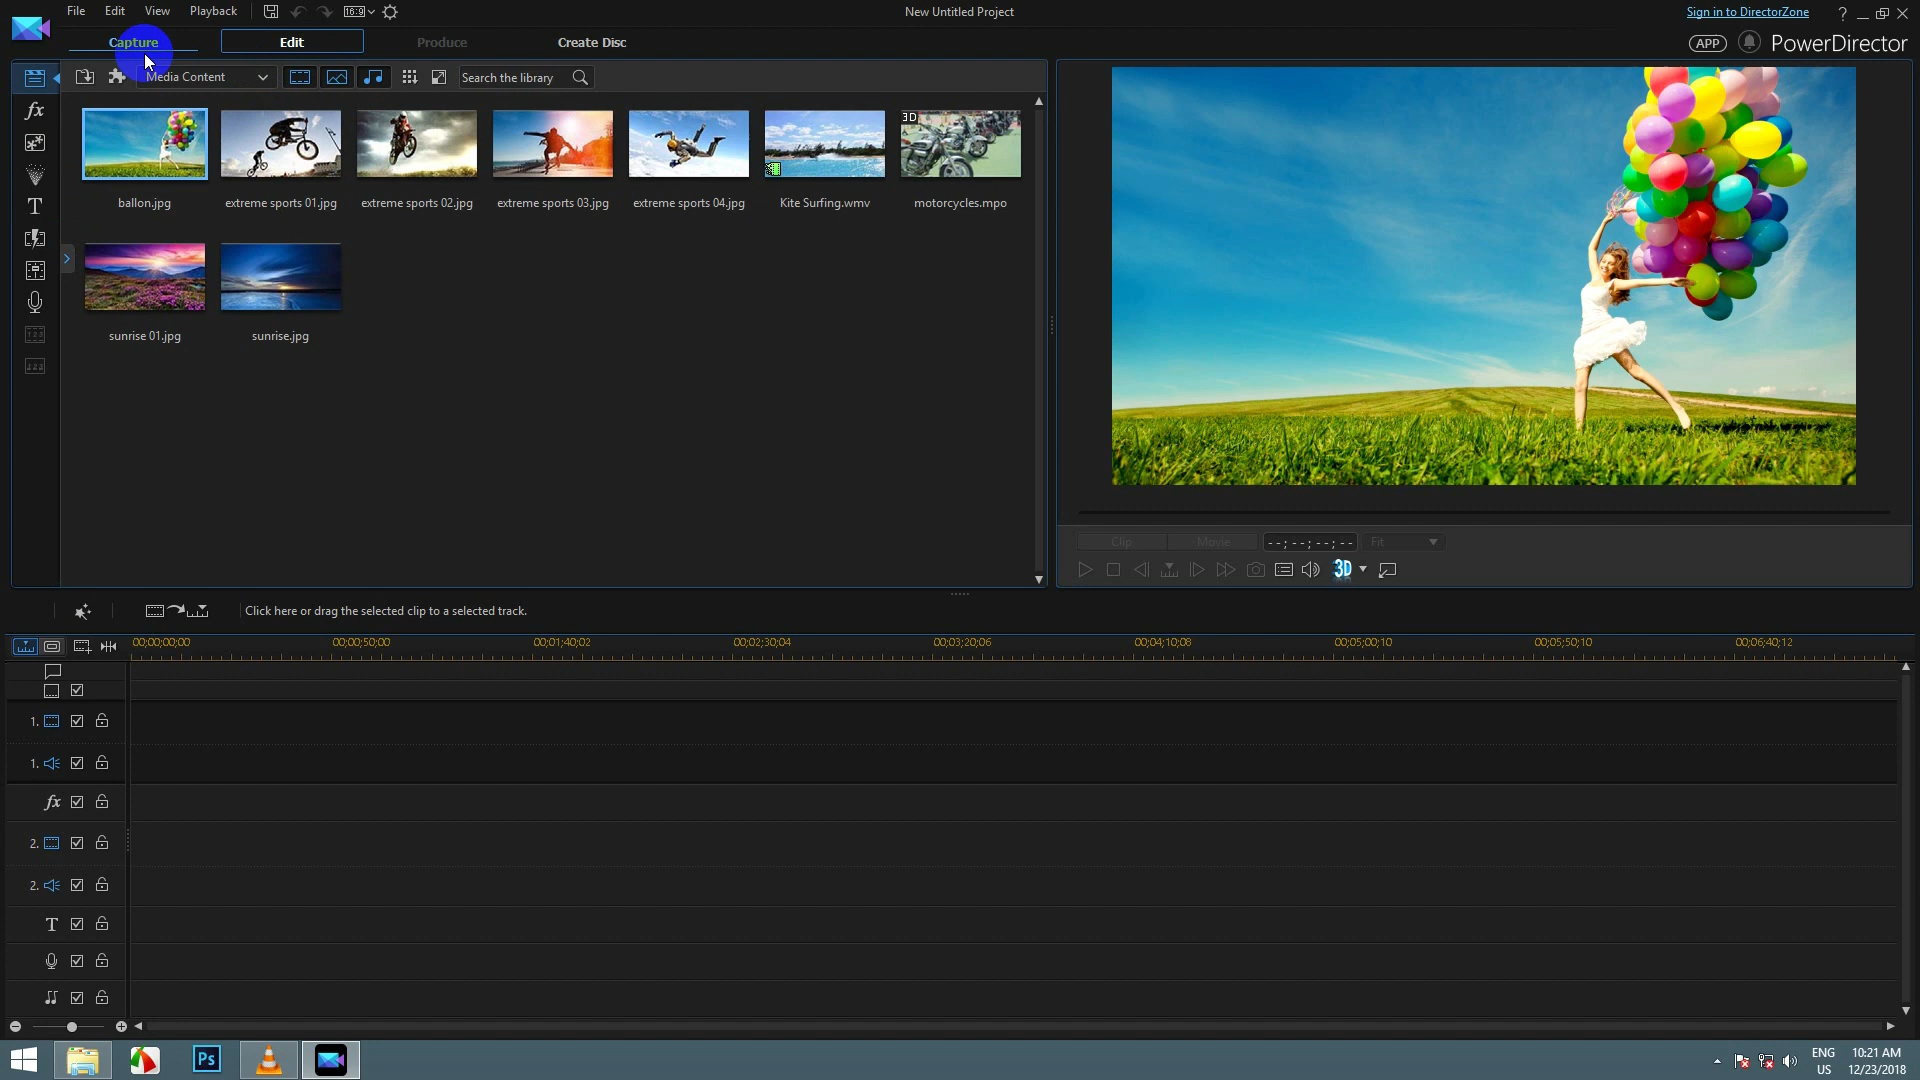 File Edit View Playback 16:9 New Untitled Project Sign in to DirectorZone ?
Capture Edit Produce Create Disc APP PowerDirector
Media Content Search the library
fx
3D
ballon.jpg extreme sports 01.jpg extreme sports 02.jpg extreme sports 03.jpg extreme sports 04.jpg Kite Surfing.wmv motorcycles.mpo
T
sunrise 01.jpg sunrise.jpg
Clip Movie --;--;--;-- Fit
3D
Click here or drag the selected clip to a selected track.
00;00;00;00 00;00;50;00 00;01;40;02 00;02;30;04 00;03;20;06 00;04;10;08 00;05;00;10 00;05;50;10 00;06;40;12
1.
1.
fx
2.
2.
T
Ps
ENG 10:21 AM
US 12/23/2018